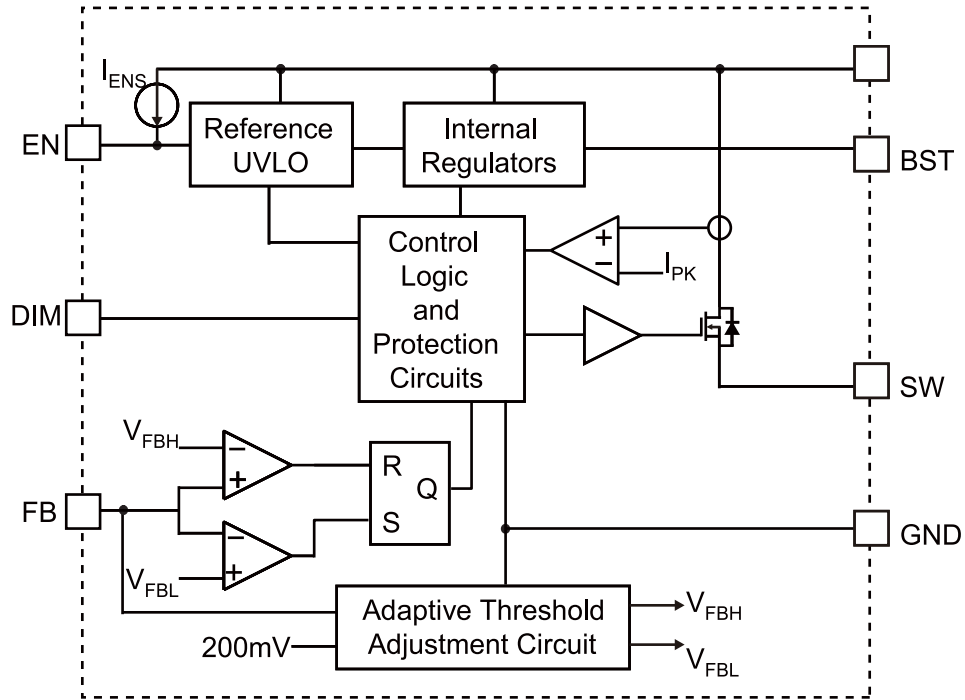 I_ENS
EN
Reference
UVLO
Internal
Regulators
BST
Control
Logic
and
Protection
Circuits
+
−
I_PK
DIM
SW
V_FBH
−
+
R
Q
S
FB
−
+
V_FBL
GND
Adaptive Threshold
Adjustment Circuit
200mV
V_FBH
V_FBL